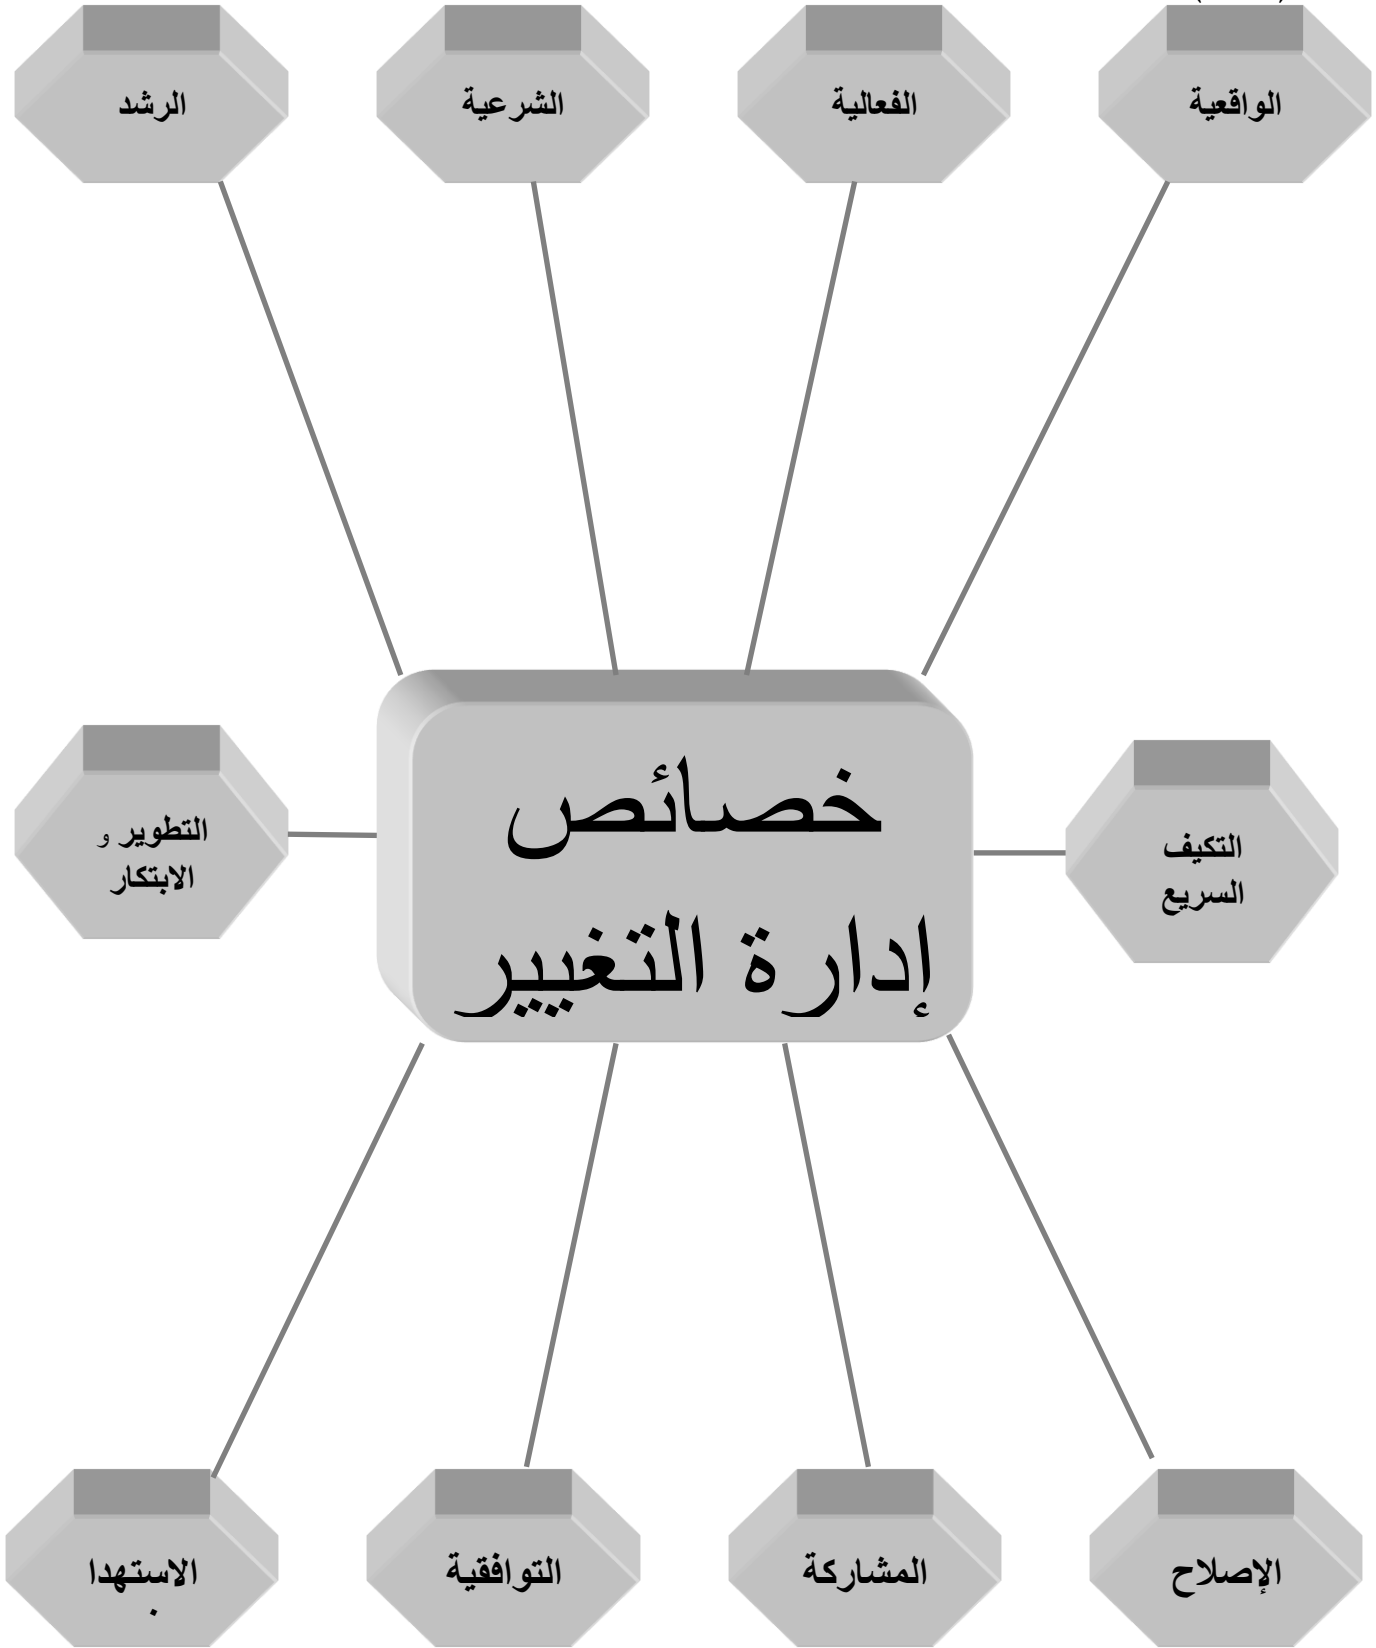 الواقعية
الفعالية
الشرعية
الرشد
خصائص
إدارة التغيير
التكيف
السريع
التطوير و
الابتكار
الإصلاح
المشاركة
التوافقية
الاستهدا